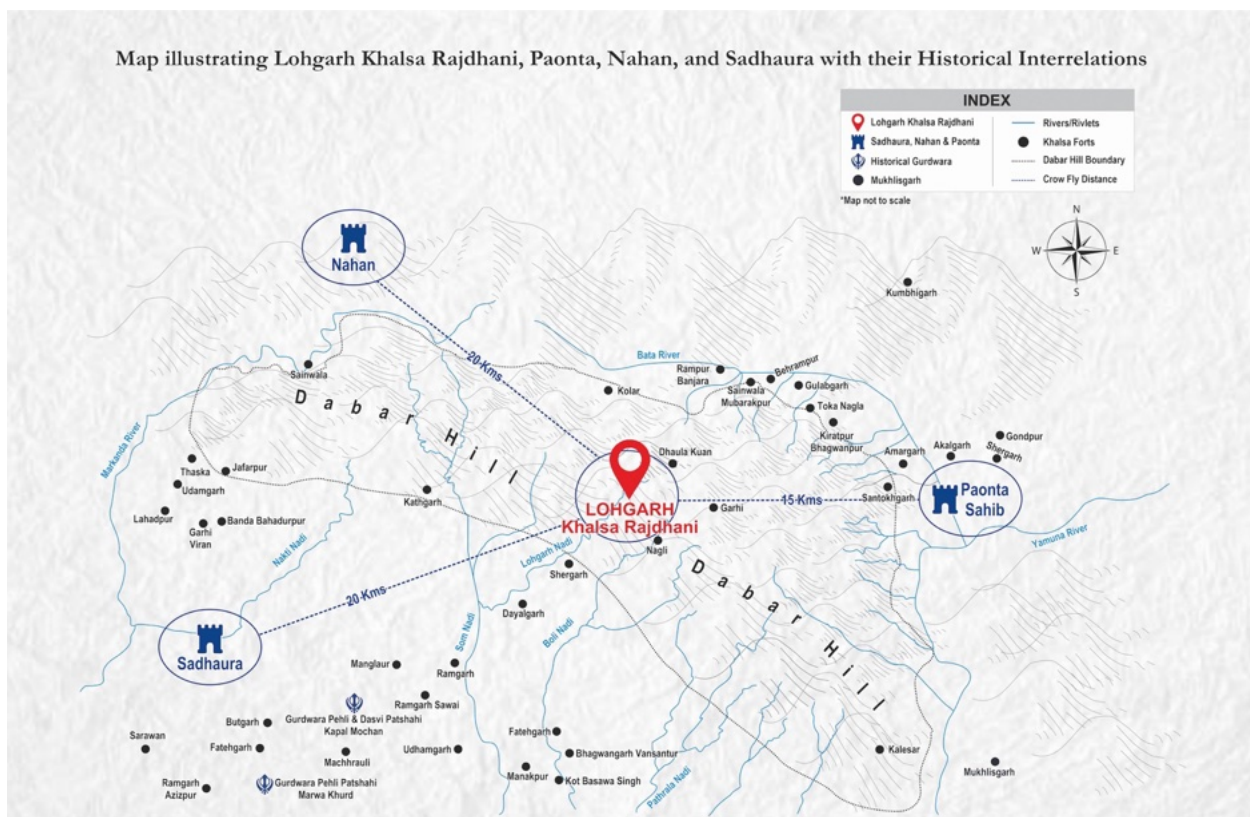 Map illustrating Lohgarh Khalsa Rajdhani, Paonta, Nahan, and Sadhaura with their Historical Interrelations
INDEX
Lohgarh Khalsa Rajdhani
Sadhaura, Nahan & Paonta
Historical Gurdwara
Mukhlisgarh
Rivers/Rivlets
Khalsa Forts
Dabar Hill Boundary
Crow Fly Distance
*Map not to scale
N
W
E
S
Nahan
Kumbhigarh
20 Kms
Bata River
Sainwala
Kolar
Rampur
Banjara
Sainwala
Mubarakpur
Behrampur
Gulabgarh
Toka Nagla
Kiratpur
Bhagwanpur
Dabar Hill
Markanda River
Thaska
Jafarpur
Udamgarh
Lahadpur
Garhi
Viran
Banda Bahadurpur
Kathgarh
Nakti Nadi
Dhaula Kuan
LOHGARH
Khalsa Rajdhani
Garhi
Nagli
15 Kms
Amargarh
Akalgarh
Gondpur
Shergarh
Santokhgarh
Paonta
Sahib
Yamuna River
Lohgarh Nadi
Shergarh
Dayalgarh
Boli Nadi
Som Nadi
20 Kms
Sadhaura
Dabar Hill
Manglaur
Ramgarh
Ramgarh Sawai
Gurdwara Pehli & Dasvi Patshahi
Kapal Mochan
Butgarh
Sarawan
Fatehgarh
Machhrauli
Udhamgarh
Ramgarh
Azizpur
Gurdwara Pehli Patshahi
Marwa Khurd
Fatehgarh
Bhagwangarh Vansantur
Manakpur
Kot Basawa Singh
Pathrala Nadi
Kalesar
Mukhlisgarh